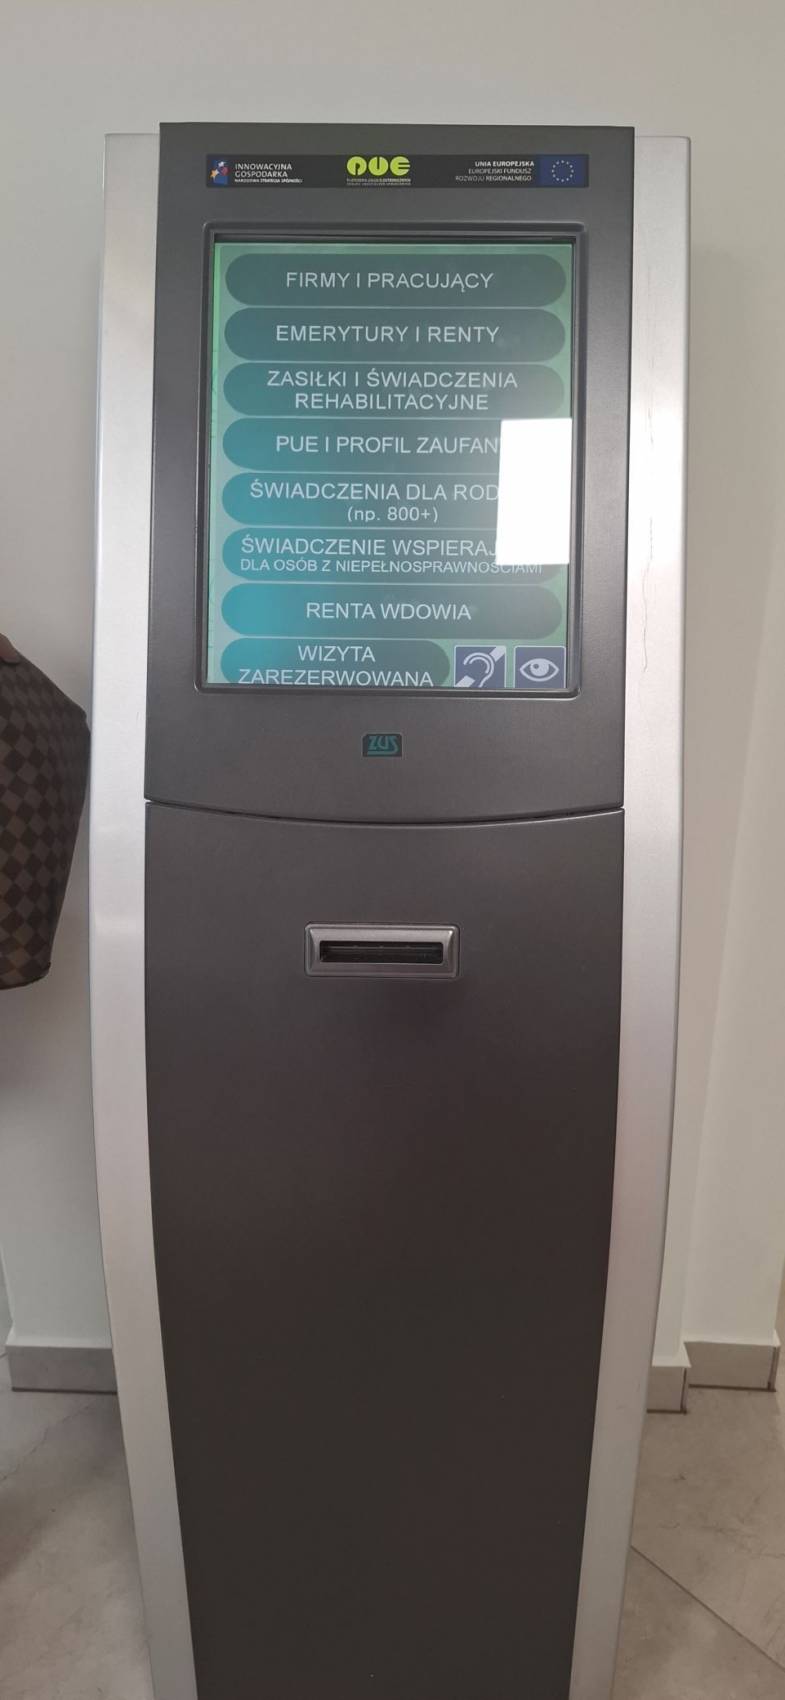 INNOWACYJNA
GOSPODARKA
NARODOWA STRATEGIA SPÓJNOŚCI
PUE
UNIA EUROPEJSKA
EUROPEJSKI FUNDUSZ
ROZWOJU REGIONALNEGO
FIRMY I PRACUJĄCY
EMERYTURY I RENTY
ZASIŁKI I ŚWIADCZENIA
REHABILITACYJNE
PUE I PROFIL ZAUFAN
ŚWIADCZENIA DLA ROD
(np. 800+)
ŚWIADCZENIE WSPIERAJ
DLA OSÓB Z NIEPEŁNOSPRAWNOŚCIAMI
RENTA WDOWIA
WIZYTA
ZAREZERWOWANA
ZUS